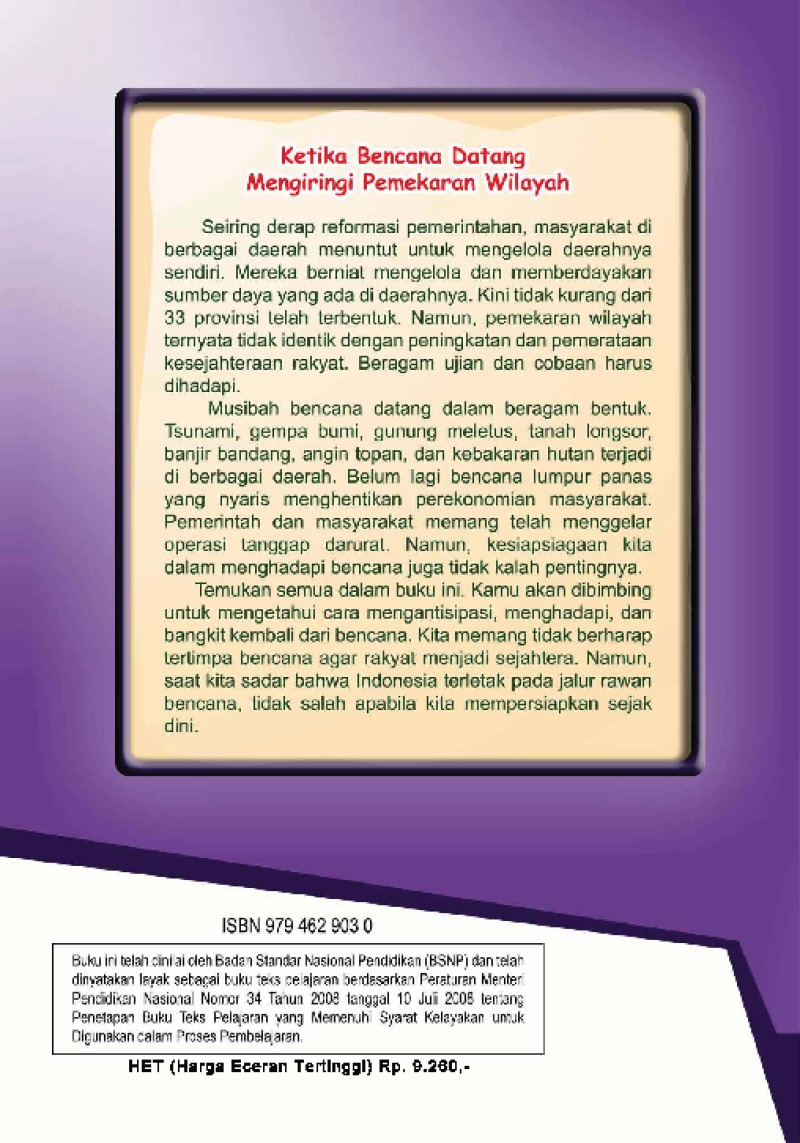 Ketika Bencana Datang
Mengiringi Pemekaran Wilayah
Seiring derap reformasi pemerintahan, masyarakat di
berbagai daerah menuntut untuk mengelola daerahnya
sendiri. Mereka berniat mengelola dan memberdayakan
sumber daya yang ada di daerahnya. Kini tidak kurang dari
33 provinsi telah terbentuk. Namun, pemekaran wilayah
ternyata tidak identik dengan peningkatan dan pemerataan
kesejahteraan rakyat. Beragam ujian dan cobaan harus
dihadapi.
Musibah bencana datang dalam beragam bentuk.
Tsunami, gempa bumi, gunung meletus, tanah longsor,
banjir bandang, angin topan, dan kebakaran hutan terjadi
di berbagai daerah. Belum lagi bencana lumpur panas
yang nyaris menghentikan perekonomian masyarakat.
Pemerintah dan masyarakat memang telah menggelar
operasi tanggap darurat. Namun, kesiapsiagaan kita
dalam menghadapi bencana juga tidak kalah pentingnya.
Temukan semua dalam buku ini. Kamu akan dibimbing
untuk mengetahui cara mengantisipasi, menghadapi, dan
bangkit kembali dari bencana. Kita memang tidak berharap
tertimpa bencana agar rakyat menjadi sejahtera. Namun,
saat kita sadar bahwa Indonesia terletak pada jalur rawan
bencana, tidak salah apabila kita mempersiapkan sejak
dini.
ISBN 979 462 903 0
Buku ini telah dinilai oleh Badan Standar Nasional Pendidikan (BSNP) dan telah
dinyatakan layak sebagai buku teks pelajaran berdasarkan Peraturan Menteri
Pendidikan Nasional Nomor 34 Tahun 2008 tanggal 10 Juli 2008 tentang
Penetapan Buku Teks Pelajaran yang Memenuhi Syarat Kelayakan untuk
Digunakan dalam Proses Pembelajaran.
HET (Harga Eceran Tertinggi) Rp. 9.260,-